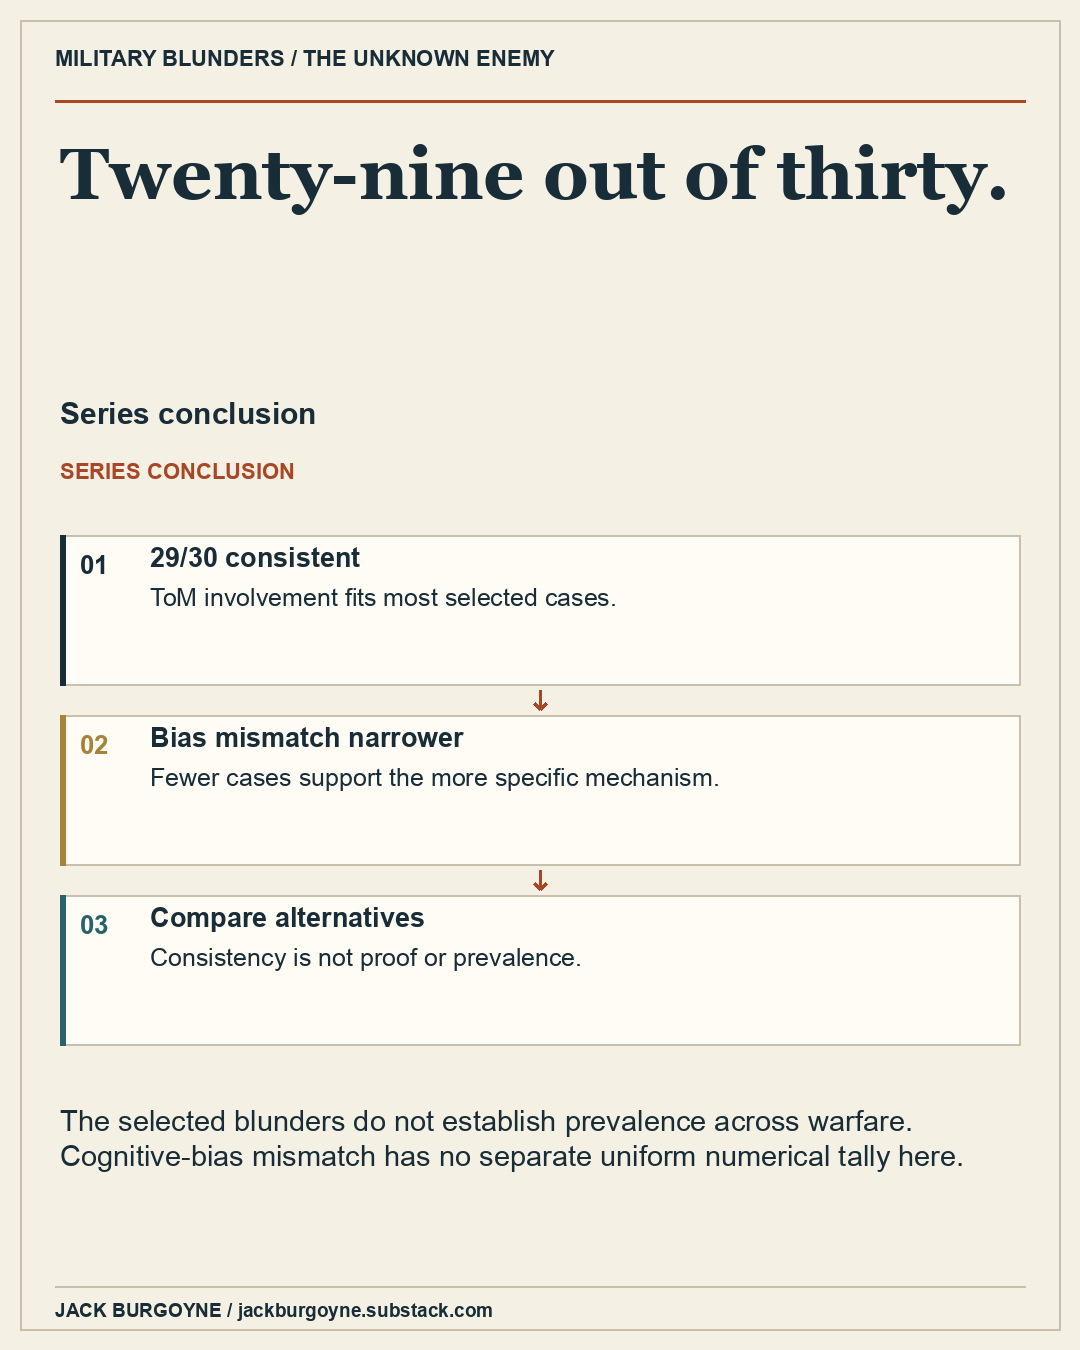 MILITARY BLUNDERS / THE UNKNOWN ENEMY
Twenty-nine out of thirty.
Series conclusion
SERIES CONCLUSION
01
29/30 consistent
ToM involvement fits most selected cases.
02
Bias mismatch narrower
Fewer cases support the more specific mechanism.
03
Compare alternatives
Consistency is not proof or prevalence.
The selected blunders do not establish prevalence across warfare.
Cognitive-bias mismatch has no separate uniform numerical tally here.
JACK BURGOYNE / jackburgoyne.substack.com